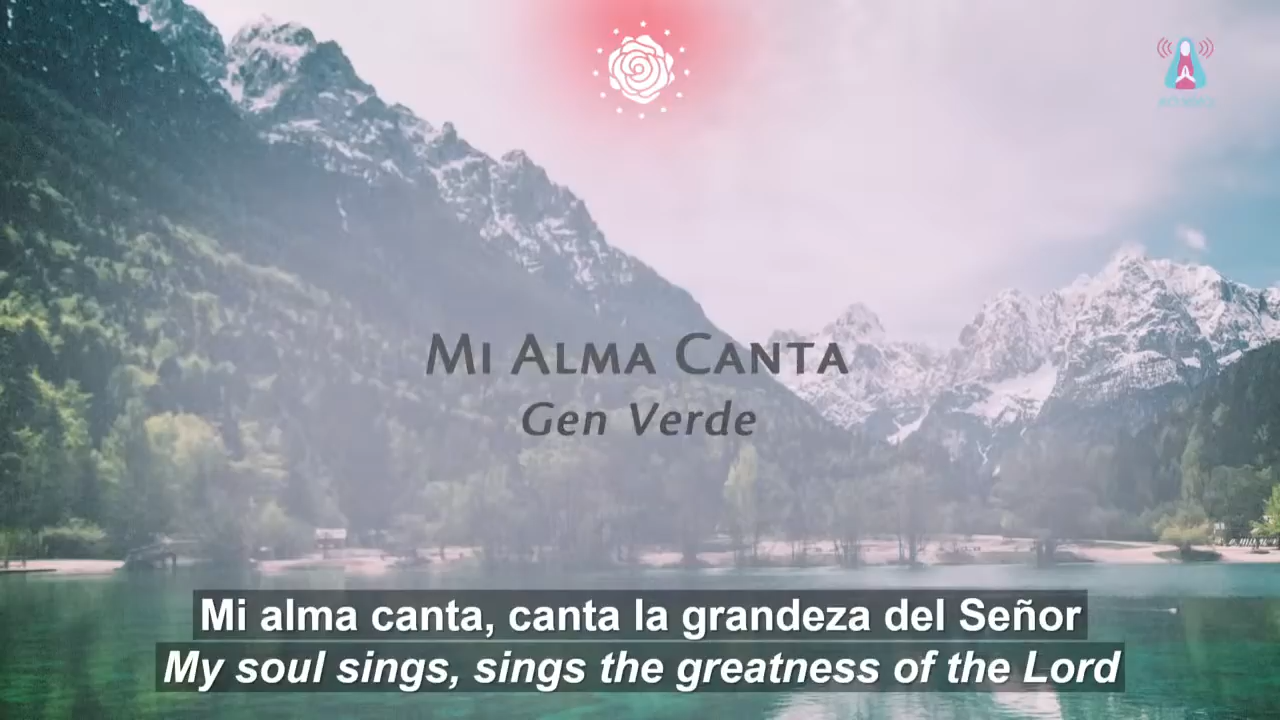 Mi Alma Canta
Gen Verde
Mi alma canta, canta la grandeza del Señor
My soul sings, sings the greatness of the Lord